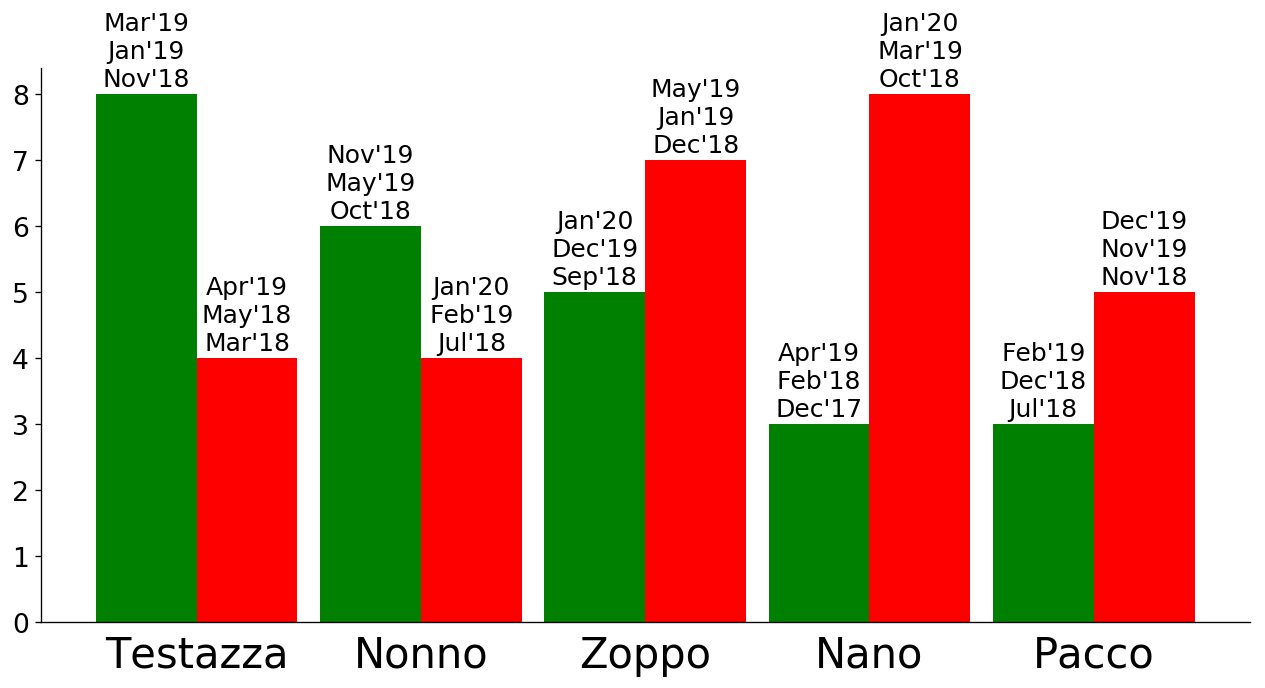 Mar'19
Jan'19
Nov'18
Apr'19
May'18
Mar'18
Nov'19
May'19
Oct'18
Jan'20
Feb'19
Jul'18
Jan'20
Dec'19
Sep'18
May'19
Jan'19
Dec'18
Apr'19
Feb'18
Dec'17
Jan'20
Mar'19
Oct'18
Feb'19
Dec'18
Jul'18
Dec'19
Nov'19
Nov'18
8
7
6
5
4
3
2
1
0
Testazza
Nonno
Zoppo
Nano
Pacco